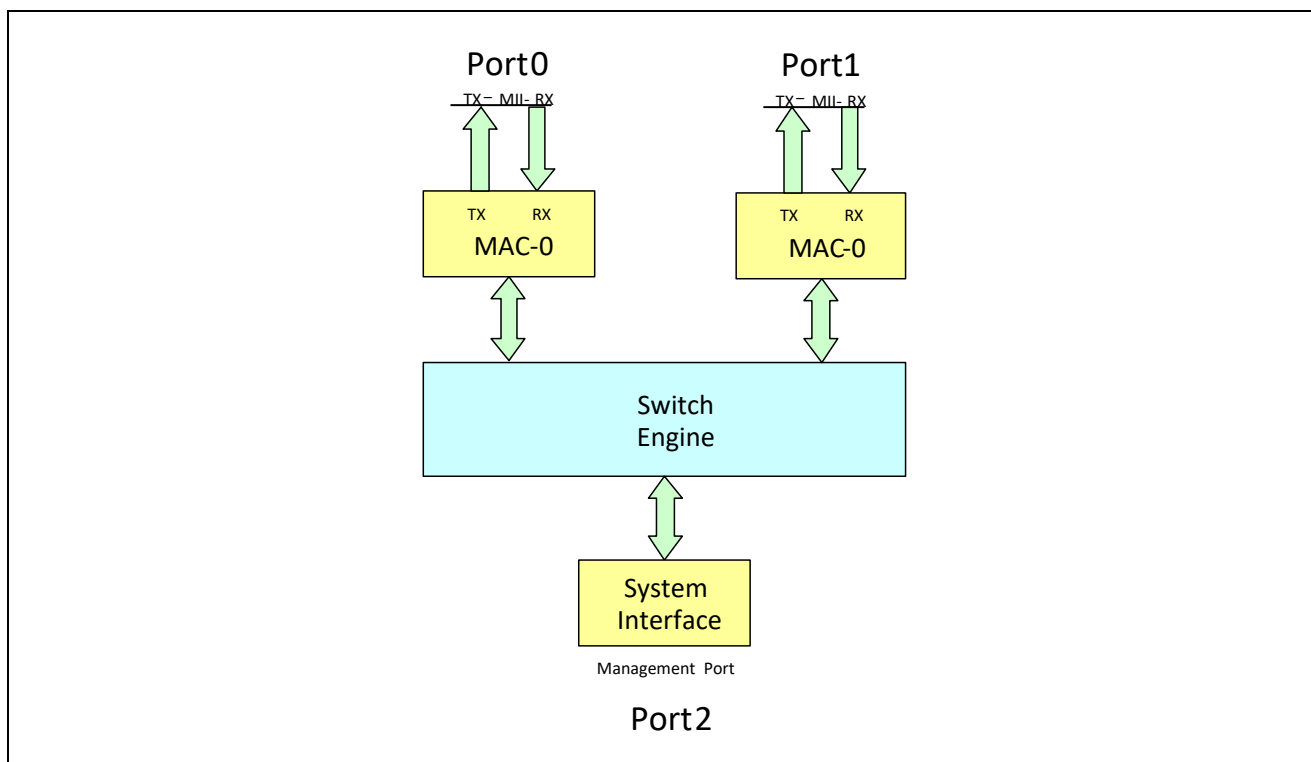 Port0
Port1
TX– MII- RX
TX– MII- RX
TX RX
MAC-0
TX RX
MAC-0
Switch
Engine
System
Interface
Management Port
Port2